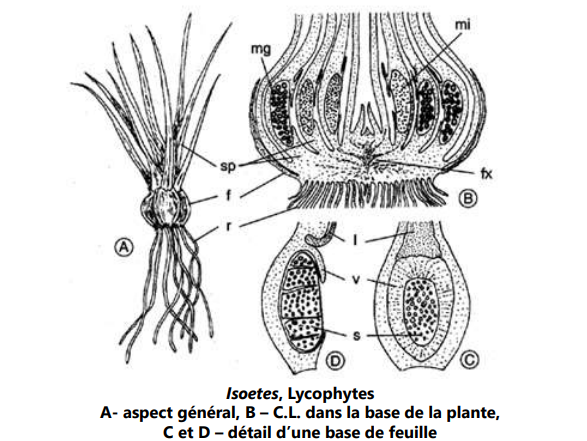 mg
mi
sp
f
fx
r
B
A
l
v
s
D
C
Isoetes, Lycophytes
A- aspect général, B – C.L. dans la base de la plante,
C et D – détail d’une base de feuille